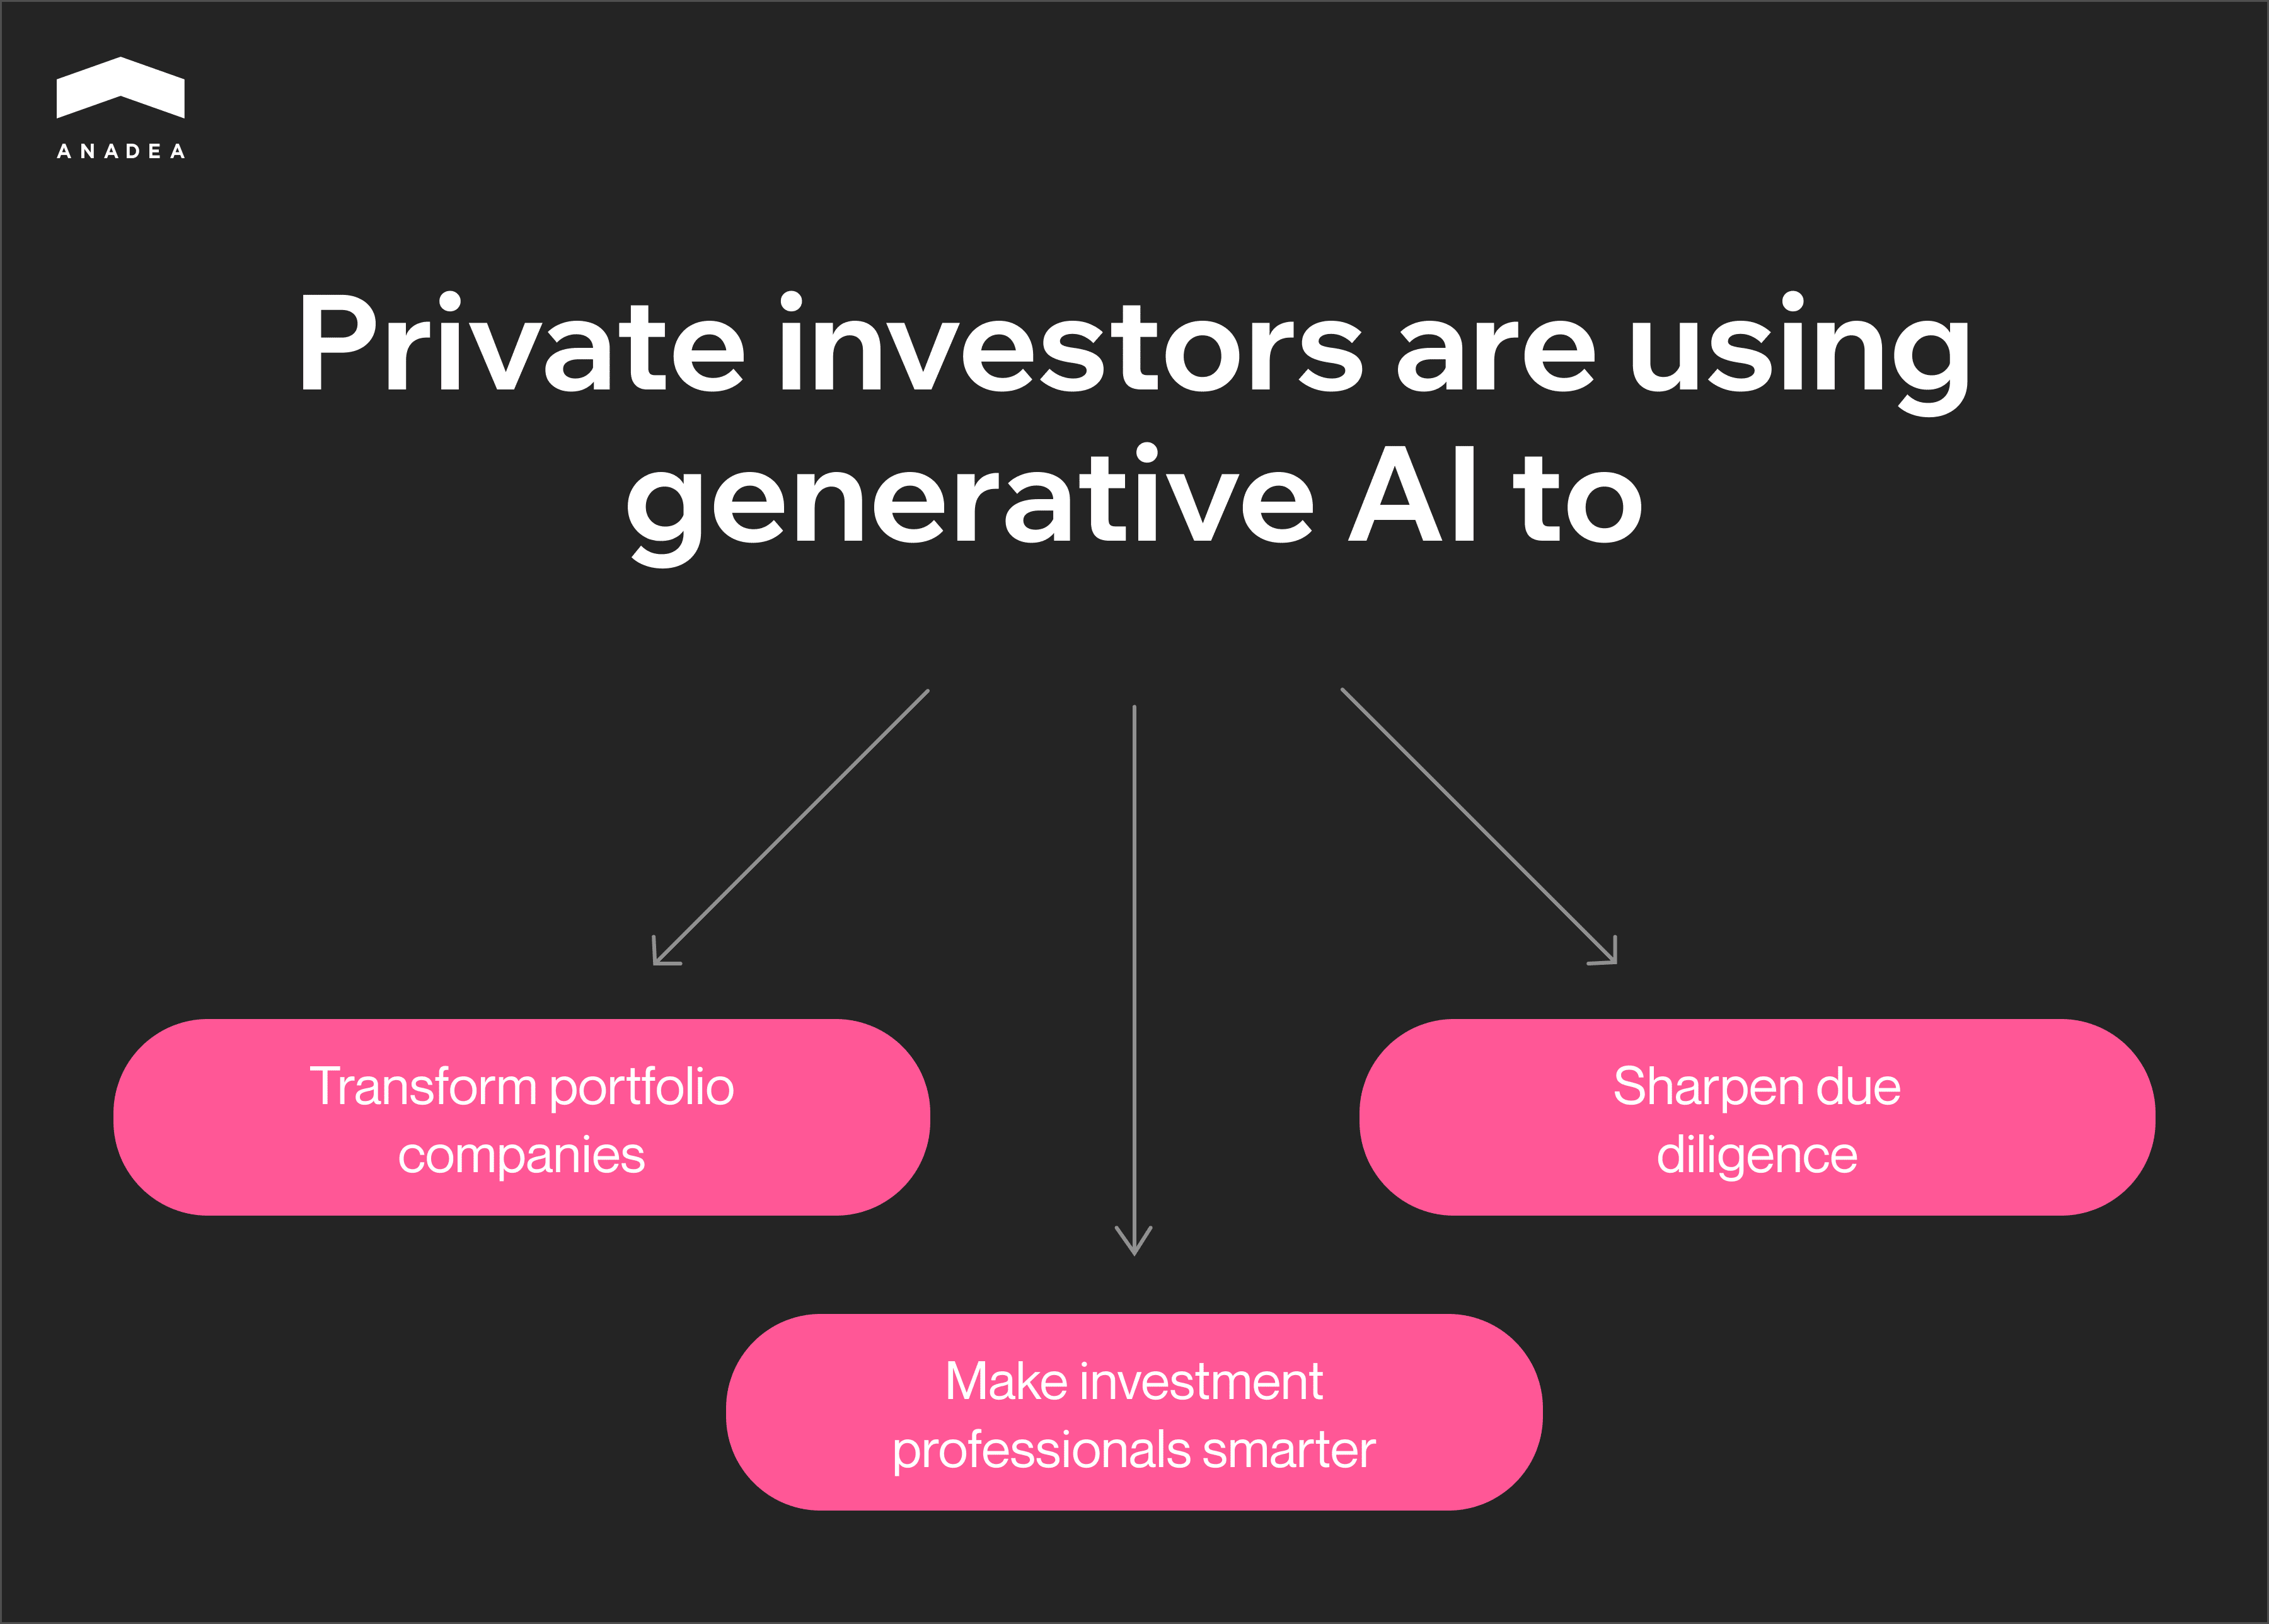 ANADEA
Private investors are using
generative AI to
Transform portfolio
companies
Sharpen due
diligence
Make investment
professionals smarter